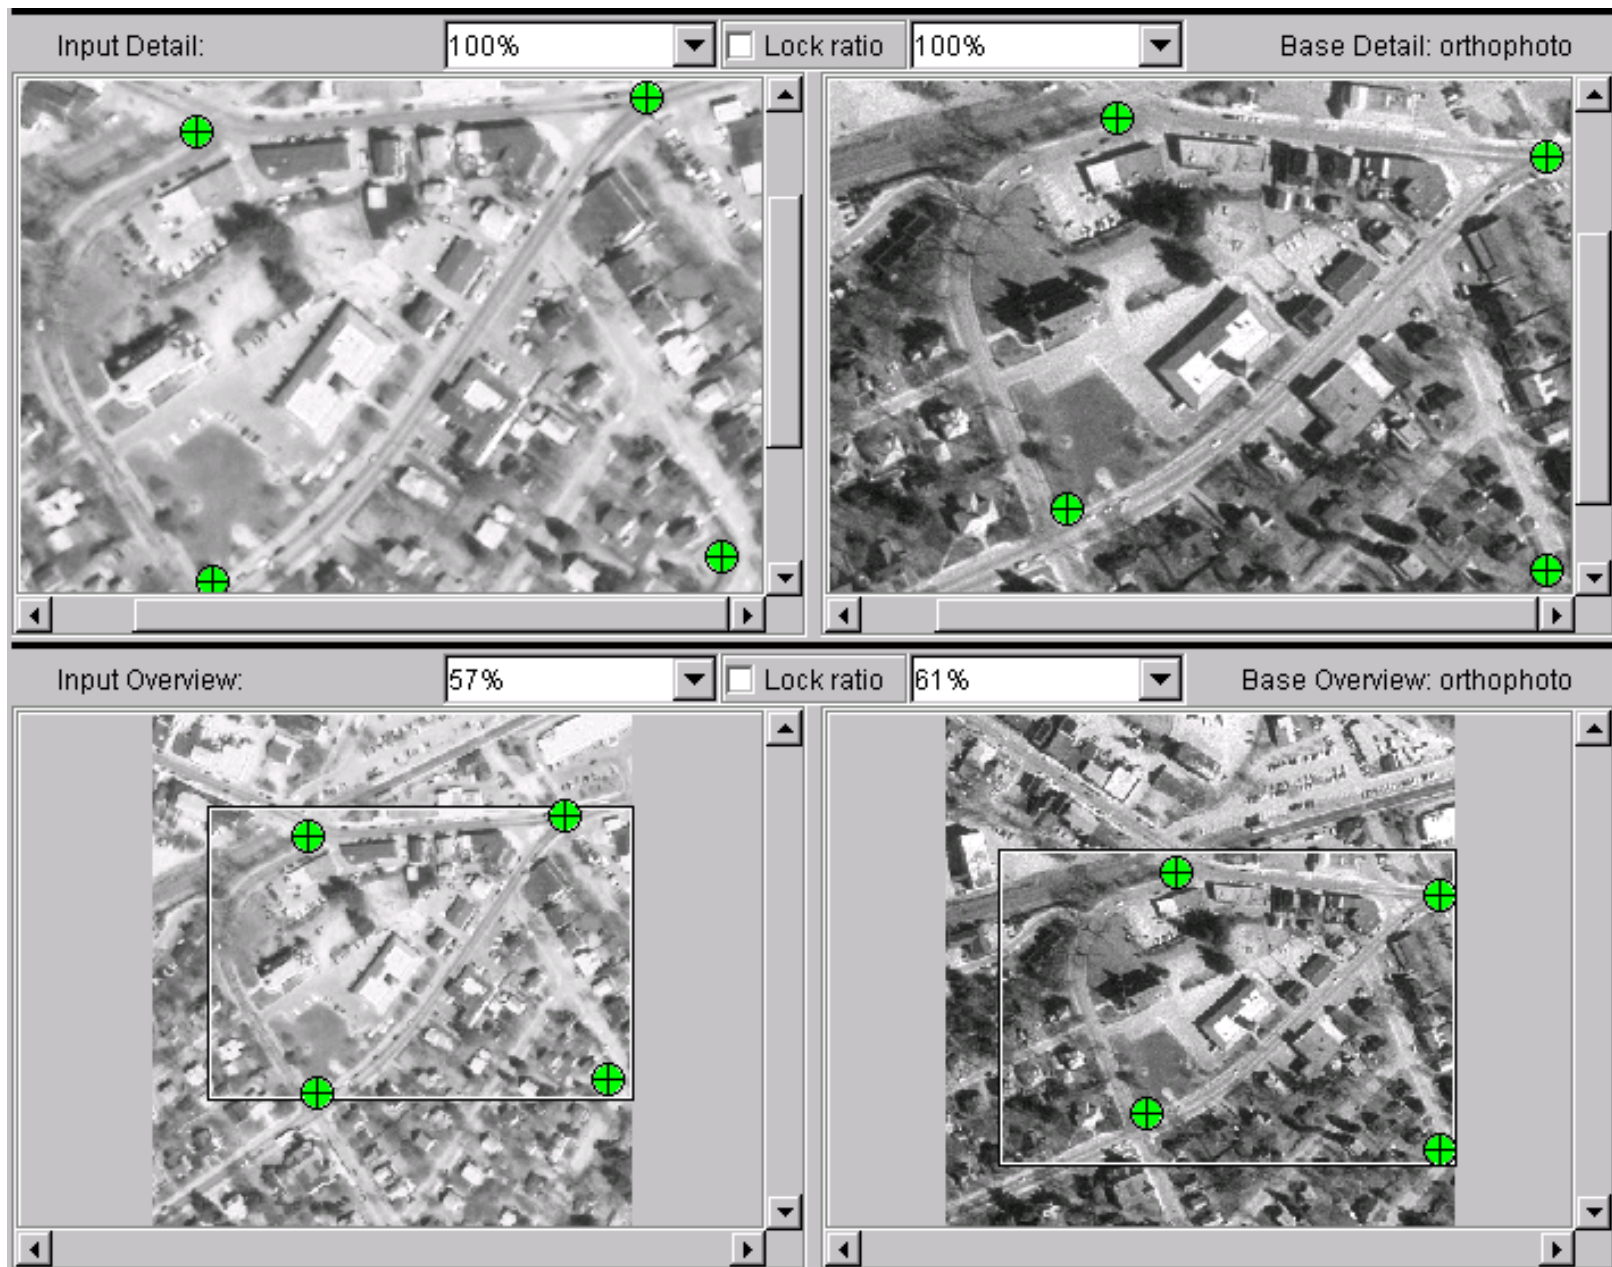 Input Detail: 100% Lock ratio 100% Base Detail: orthophoto
Input Overview: 57% Lock ratio 61% Base Overview: orthophoto